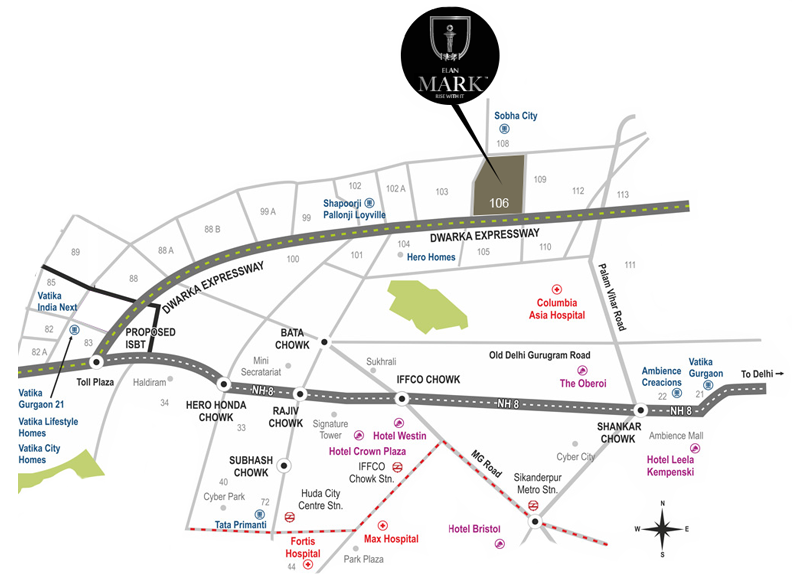 ELAN
MARK™
RISE WITH IT
Sobha City
108
102
102 A
103
106
109
112
113
99 A
99
Shapoorji
Pallonji Loyville
88 B
88 A
89
88
85
100
101
104
Hero Homes
105
110
111
DWARKA EXPRESSWAY
DWARKA EXPRESSWAY
Palam Vihar Road
Columbia
Asia Hospital
Vatika
India Next
82
83
82 A
PROPOSED
ISBT
BATA
CHOWK
Toll Plaza
Haldiram
34
Mini
Secratariat
Sukhrali
Old Delhi Gurugram Road
The Oberoi
Ambience
Creacions
22
Vatika
Gurgaon
21
To Delhi
IFFCO CHOWK
NH 8
NH 8
NH 8
HERO HONDA
CHOWK
RAJIV
CHOWK
SHANKAR
CHOWK
Vatika
Gurgaon 21
Vatika Lifestyle
Homes
Vatika City
Homes
33
Signature
Tower
Hotel Westin
Hotel Crown Plaza
IFFCO
Chowk Stn.
MG Road
Cyber City
Ambience Mall
Hotel Leela
Kempenski
SUBHASH
CHOWK
40
Cyber Park
72
Tata Primanti
Huda City
Centre Stn.
Sikanderpur
Metro Stn.
Fortis
Hospital
44
Max Hospital
Park Plaza
Hotel Bristol
N
W
E
S